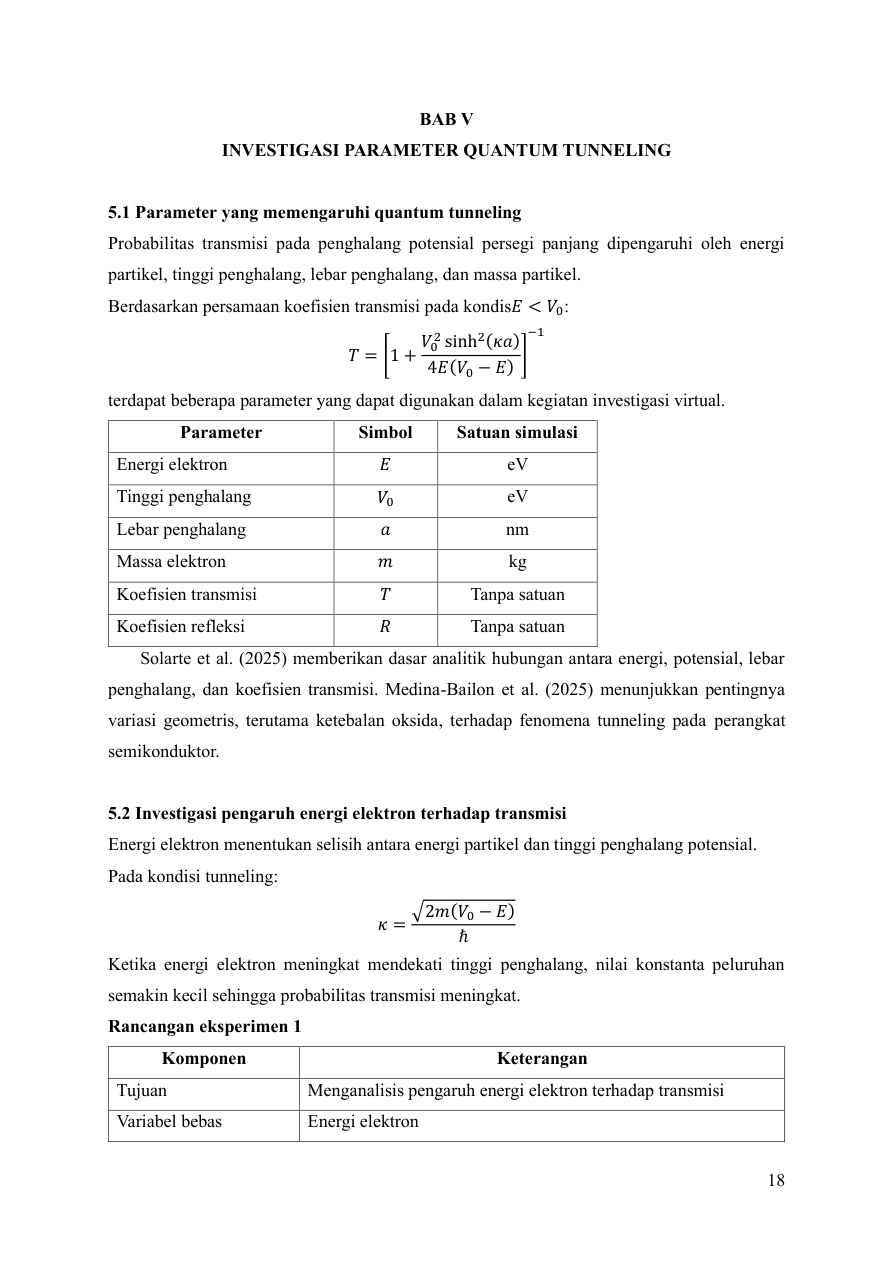 BAB V
INVESTIGASI PARAMETER QUANTUM TUNNELING
5.1 Parameter yang memengaruhi quantum tunneling
Probabilitas transmisi pada penghalang potensial persegi panjang dipengaruhi oleh energi
partikel, tinggi penghalang, lebar penghalang, dan massa partikel.
Berdasarkan persamaan koefisien transmisi pada kondis𝐸 < 𝑉₀:
𝑇 = [1 + 𝑉₀² sinh²(𝜅𝑎) / 4𝐸(𝑉₀ − 𝐸)]⁻¹
terdapat beberapa parameter yang dapat digunakan dalam kegiatan investigasi virtual.
Parameter Simbol Satuan simulasi
Energi elektron 𝐸 eV
Tinggi penghalang 𝑉₀ eV
Lebar penghalang 𝑎 nm
Massa elektron 𝑚 kg
Koefisien transmisi 𝑇 Tanpa satuan
Koefisien refleksi 𝑅 Tanpa satuan
Solarte et al. (2025) memberikan dasar analitik hubungan antara energi, potensial, lebar
penghalang, dan koefisien transmisi. Medina-Bailon et al. (2025) menunjukkan pentingnya
variasi geometris, terutama ketebalan oksida, terhadap fenomena tunneling pada perangkat
semikonduktor.
5.2 Investigasi pengaruh energi elektron terhadap transmisi
Energi elektron menentukan selisih antara energi partikel dan tinggi penghalang potensial.
Pada kondisi tunneling:
𝜅 = √2𝑚(𝑉₀ − 𝐸) / ℏ
Ketika energi elektron meningkat mendekati tinggi penghalang, nilai konstanta peluruhan
semakin kecil sehingga probabilitas transmisi meningkat.
Rancangan eksperimen 1
Komponen Keterangan
Tujuan Menganalisis pengaruh energi elektron terhadap transmisi
Variabel bebas Energi elektron
18